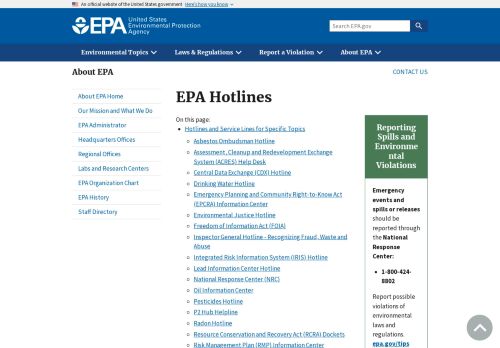 An official website of the United States government Here's how you know
EPA United States
Environmental Protection
Agency
Search EPA.gov
Environmental Topics
Laws & Regulations
Report a Violation
About EPA
About EPA
CONTACT US
About EPA Home
Our Mission and What We Do
EPA Administrator
Headquarters Offices
Regional Offices
Labs and Research Centers
EPA Organization Chart
EPA History
Staff Directory
EPA Hotlines
On this page:
Hotlines and Service Lines for Specific Topics
Asbestos Ombudsman Hotline
Assessment, Cleanup and Redevelopment Exchange
System (ACRES) Help Desk
Central Data Exchange (CDX) Hotline
Drinking Water Hotline
Emergency Planning and Community Right-to-Know Act
(EPCRA) Information Center
Environmental Justice Hotline
Freedom of Information Act (FOIA)
Inspector General Hotline - Recognizing Fraud, Waste and
Abuse
Integrated Risk Information System (IRIS) Hotline
Lead Information Center Hotline
National Response Center (NRC)
Oil Information Center
Pesticides Hotline
P2 Hub Helpline
Radon Hotline
Resource Conservation and Recovery Act (RCRA) Dockets
Risk Management Plan (RMP) Information Center
Reporting
Spills and
Environme
ntal
Violations
Emergency
events and
spills or releases
should be
reported through
the National
Response
Center:
1-800-424-
8802
Report possible
violations of
environmental
laws and
regulations.
epa.gov/tips